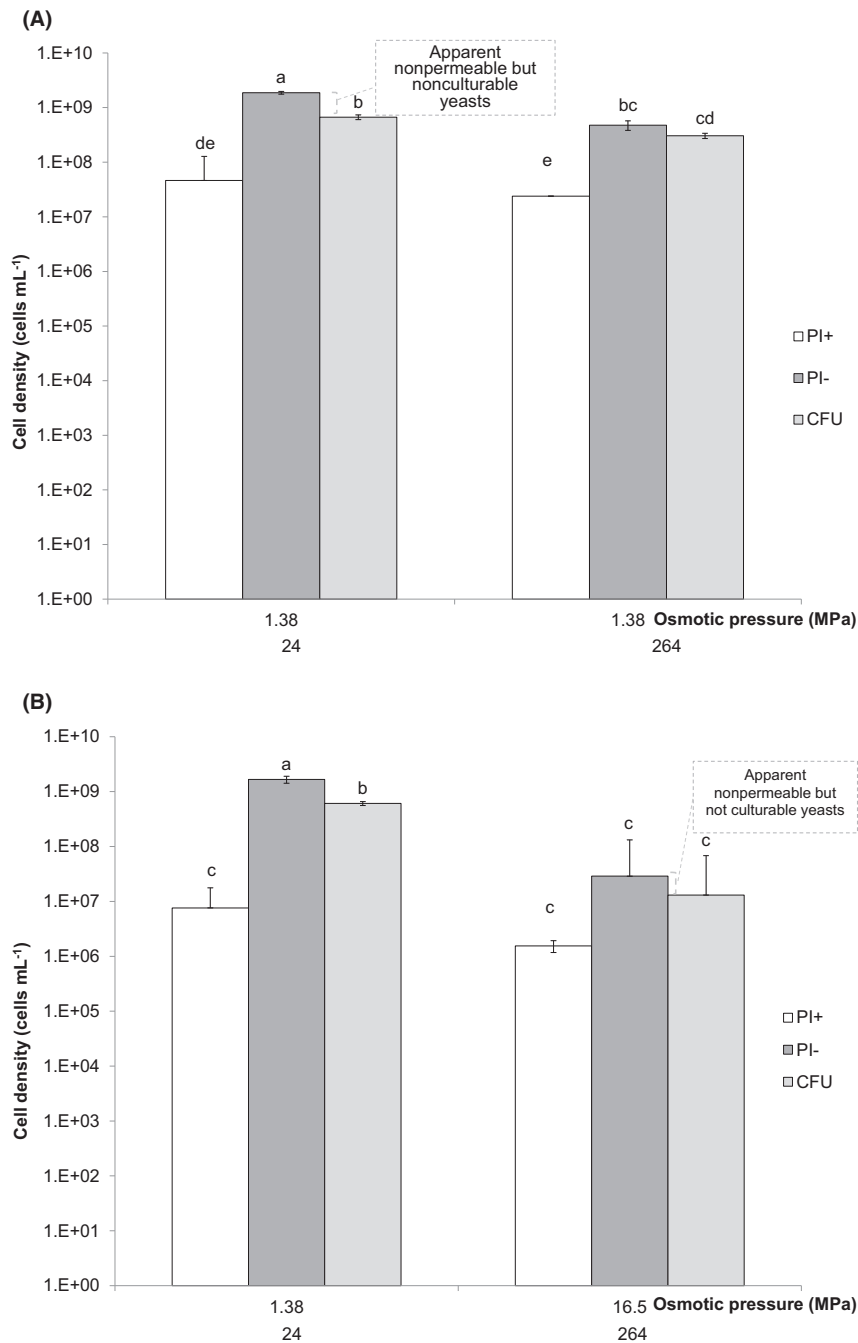 (A)
1.E+10
1.E+09
1.E+08
1.E+07
1.E+06
1.E+05
1.E+04
1.E+03
1.E+02
1.E+01
1.E+00
Cell density (cells mL⁻¹)
Apparent
nonpermeable but
nonculturable
yeasts
de
a
b
e
bc
cd
PI+
PI-
CFU
1.38
1.38 Osmotic pressure (MPa)
24
264
(B)
1.E+10
1.E+09
1.E+08
1.E+07
1.E+06
1.E+05
1.E+04
1.E+03
1.E+02
1.E+01
1.E+00
Cell density (cells mL⁻¹)
Apparent
nonpermeable but
not culturable yeasts
c
a
b
c
c
c
PI+
PI-
CFU
1.38
16.5 Osmotic pressure (MPa)
24
264